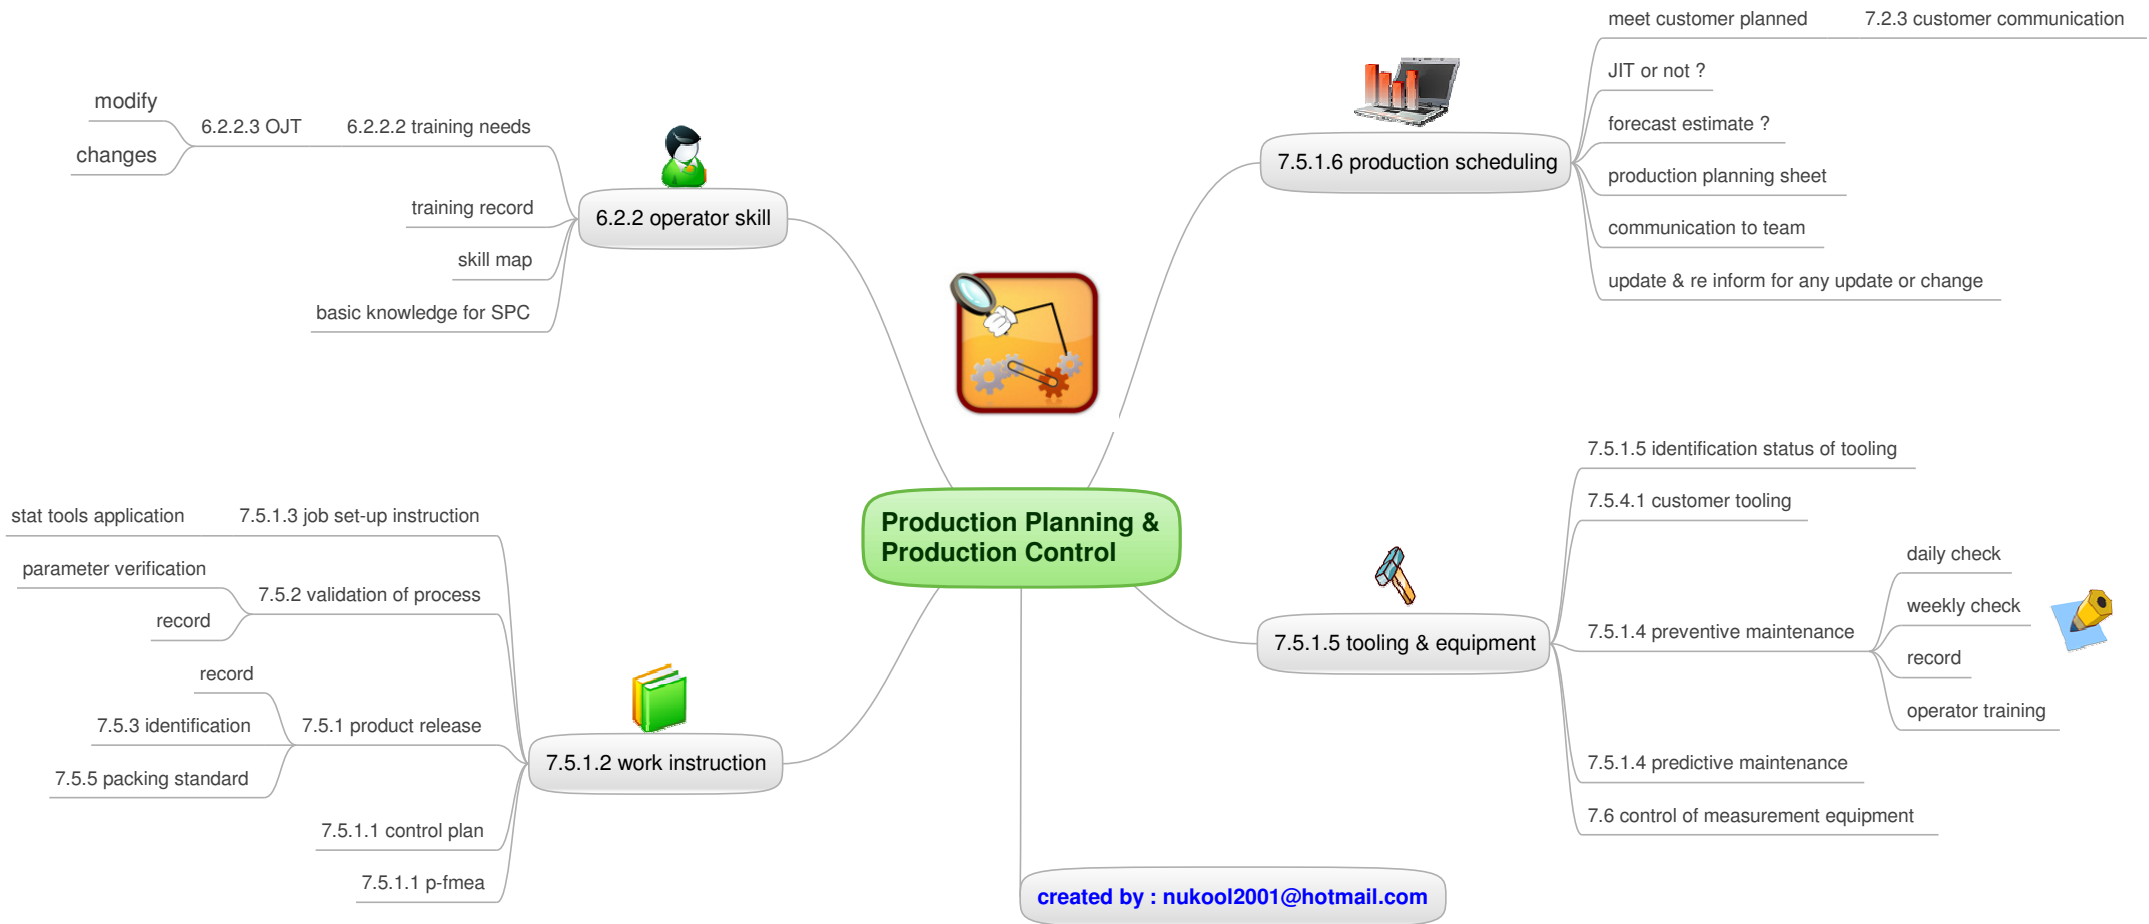 Production Planning &
Production Control
6.2.2 operator skill
6.2.2.2 training needs
6.2.2.3 OJT
modify
changes
training record
skill map
basic knowledge for SPC
7.5.1.6 production scheduling
meet customer planned
7.2.3 customer communication
JIT or not ?
forecast estimate ?
production planning sheet
communication to team
update & re inform for any update or change
7.5.1.5 tooling & equipment
7.5.1.5 identification status of tooling
7.5.4.1 customer tooling
7.5.1.4 preventive maintenance
daily check
weekly check
record
operator training
7.5.1.4 predictive maintenance
7.6 control of measurement equipment
7.5.1.2 work instruction
7.5.1.3 job set-up instruction
stat tools application
7.5.2 validation of process
parameter verification
record
7.5.1 product release
record
7.5.3 identification
7.5.5 packing standard
7.5.1.1 control plan
7.5.1.1 p-fmea
created by : nukool2001@hotmail.com